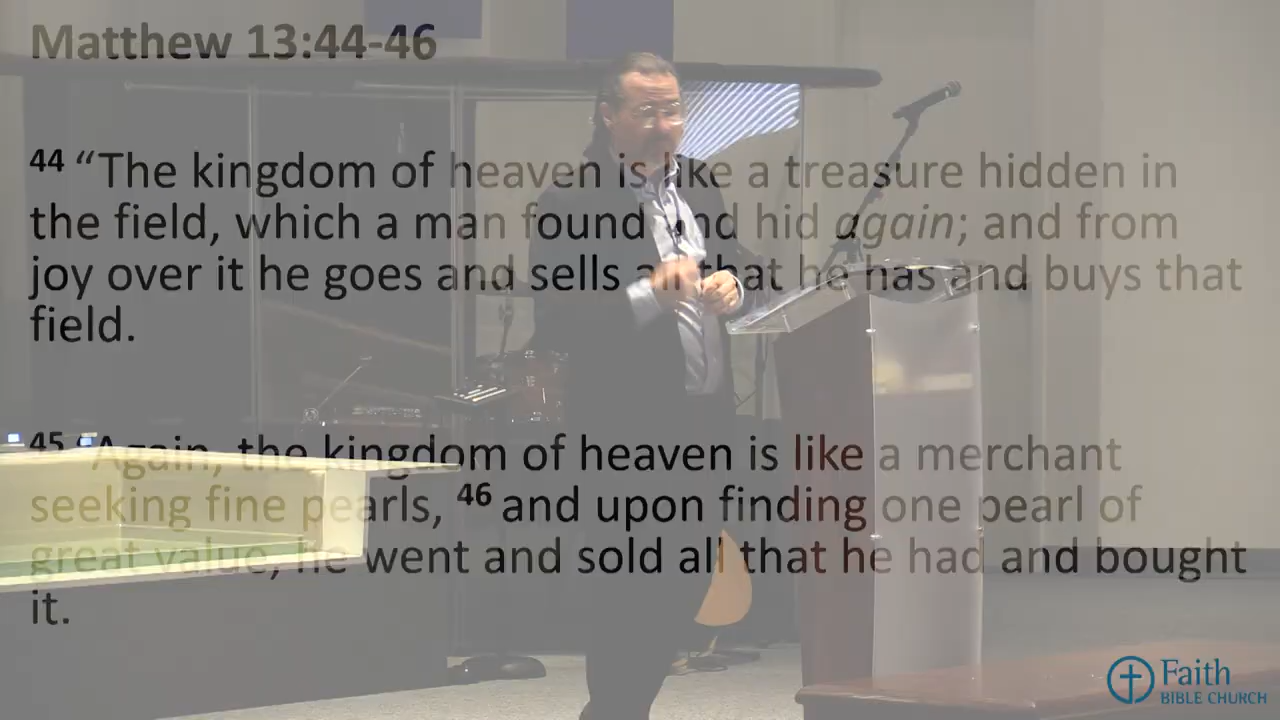 Matthew 13:44-46
44 “The kingdom of heaven is like a treasure hidden in
the field, which a man found and hid again; and from
joy over it he goes and sells all that he has and buys that
field.
45 “Again, the kingdom of heaven is like a merchant
seeking fine pearls, 46 and upon finding one pearl of
great value, he went and sold all that he had and bought
it.
Faith
BIBLE CHURCH